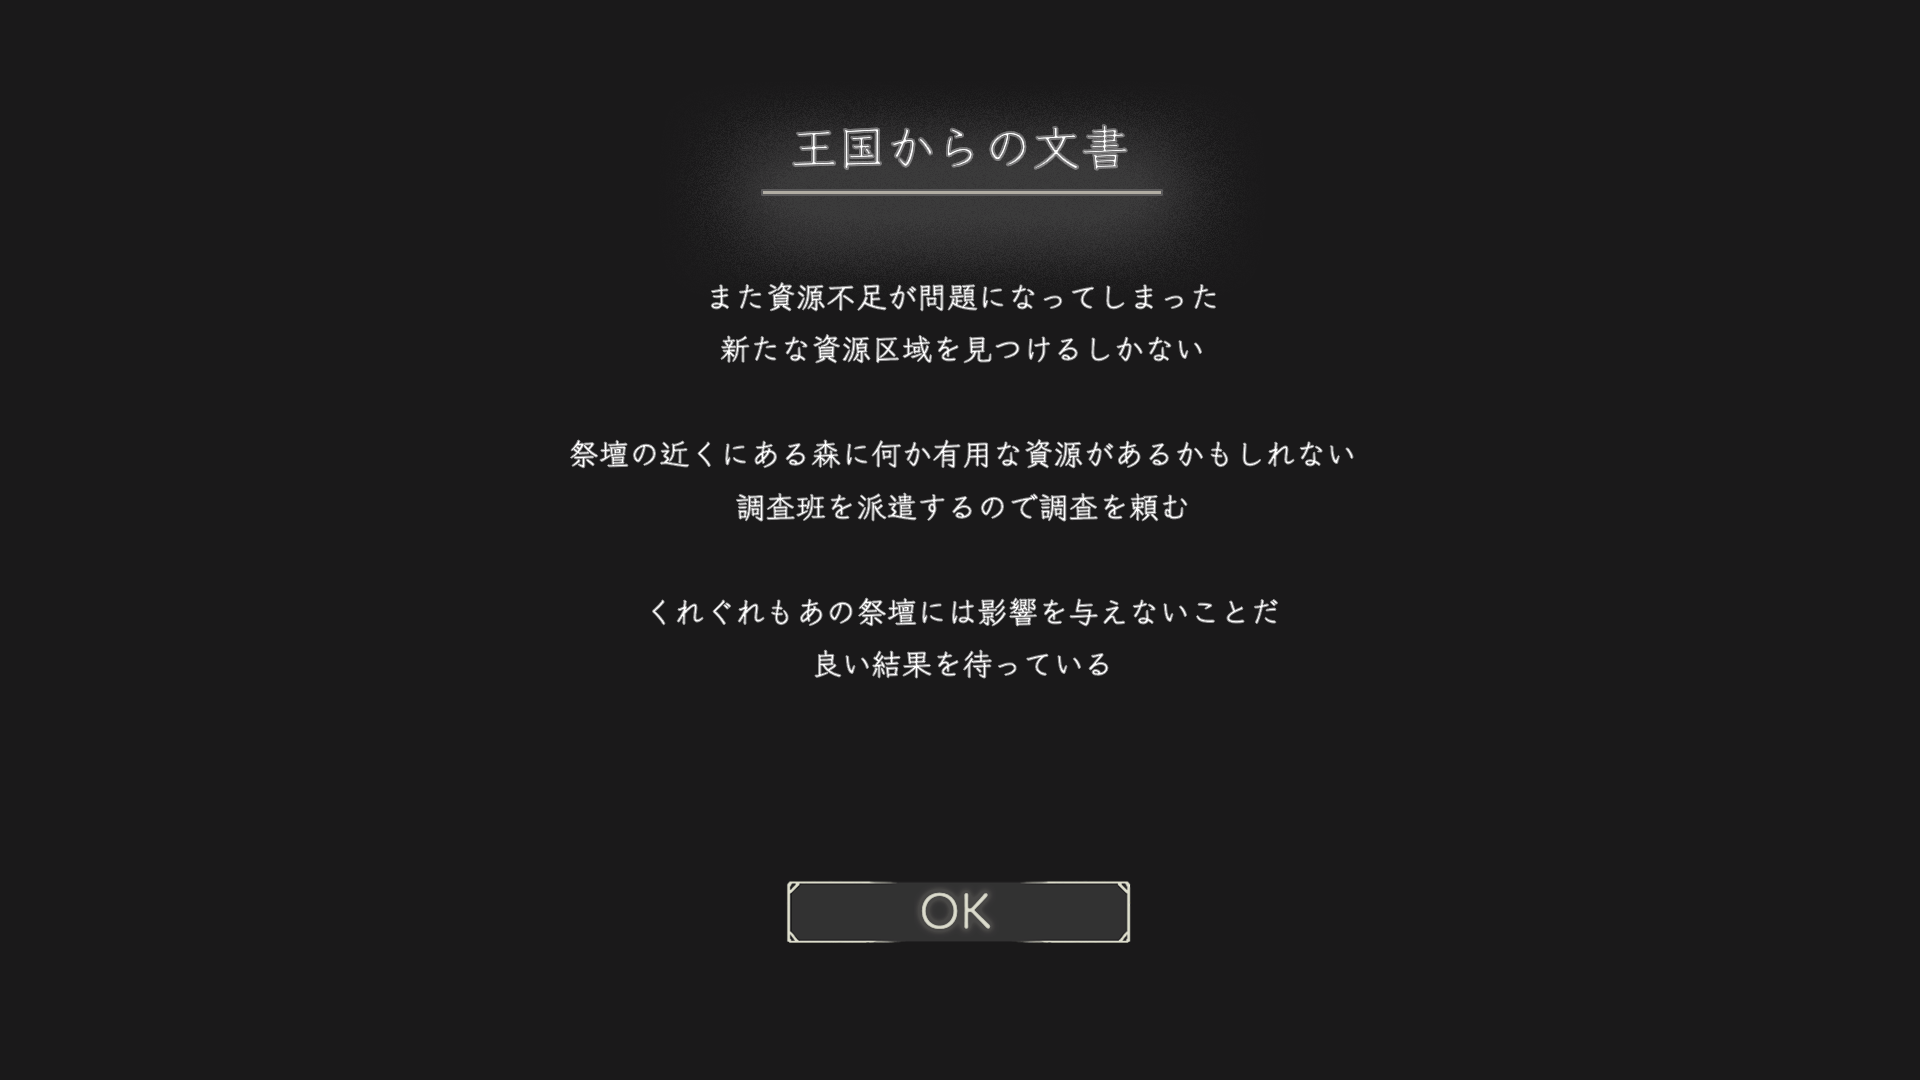 王国からの文書
また資源不足が問題になってしまった
新たな資源区域を見つけるしかない
祭壇の近くにある森に何か有用な資源があるかもしれない
調査班を派遣するので調査を頼む
くれぐれもあの祭壇には影響を与えないことだ
良い結果を待っている
OK